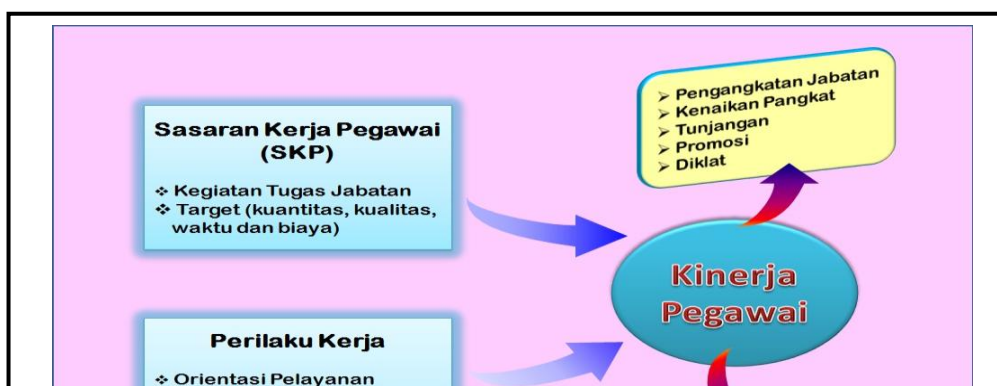 Sasaran Kerja Pegawai
(SKP)
❖ Kegiatan Tugas Jabatan
❖ Target (kuantitas, kualitas,
waktu dan biaya)
➢ Pengangkatan Jabatan
➢ Kenaikan Pangkat
➢ Tunjangan
➢ Promosi
➢ Diklat
Kinerja
Pegawai
Perilaku Kerja
❖ Orientasi Pelayanan